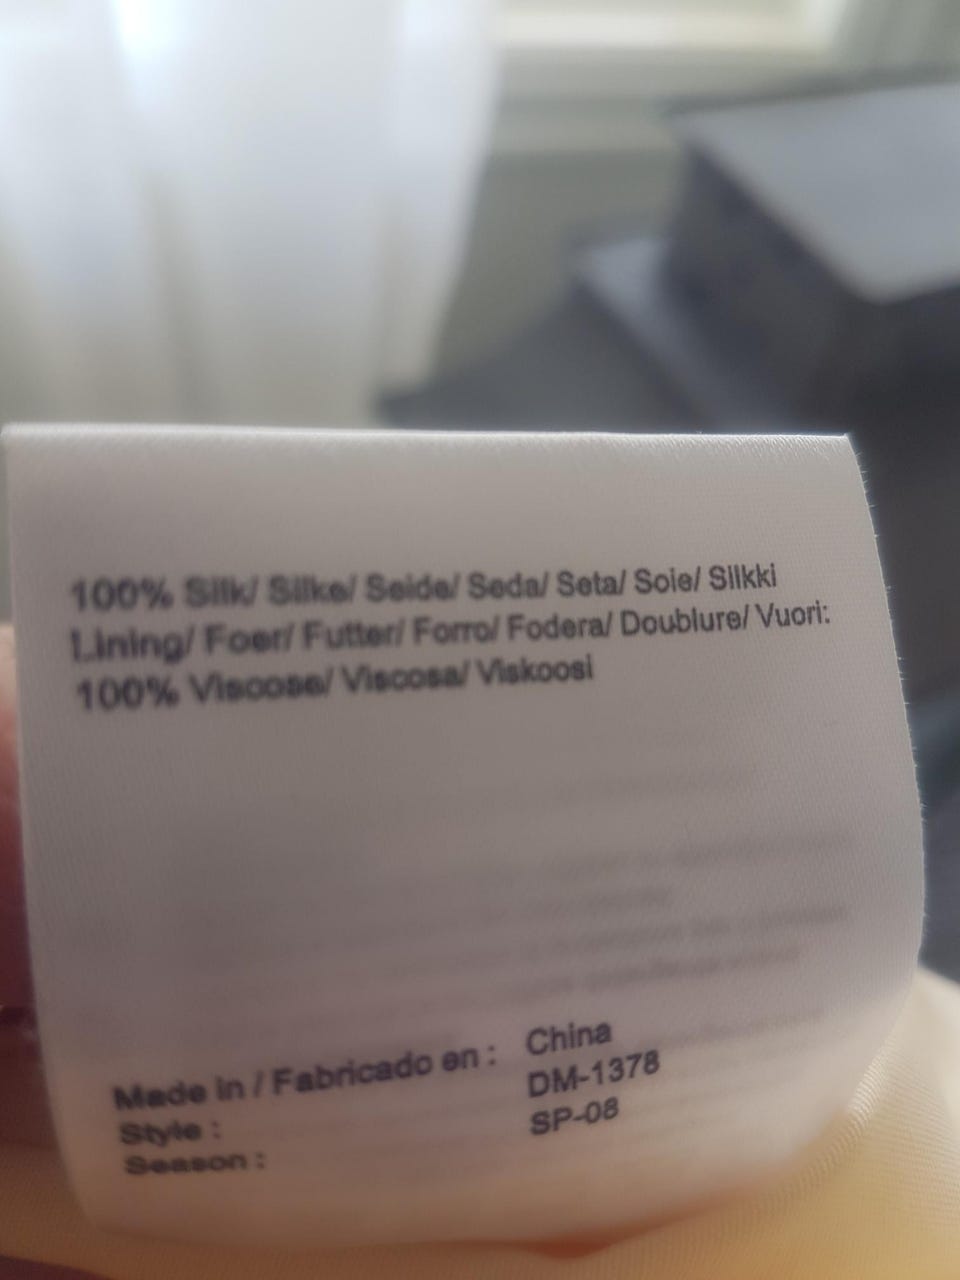 100% Silk/ Silke/ Seide/ Seda/ Seta/ Soie/ Silkki
Lining/ Foer/ Futter/ Forro/ Fodera/ Doublure/ Vuori:
100% Viscose/ Viscosa/ Viskoosi
Made in / Fabricado en : China
Style : DM-1378
Season : SP-08